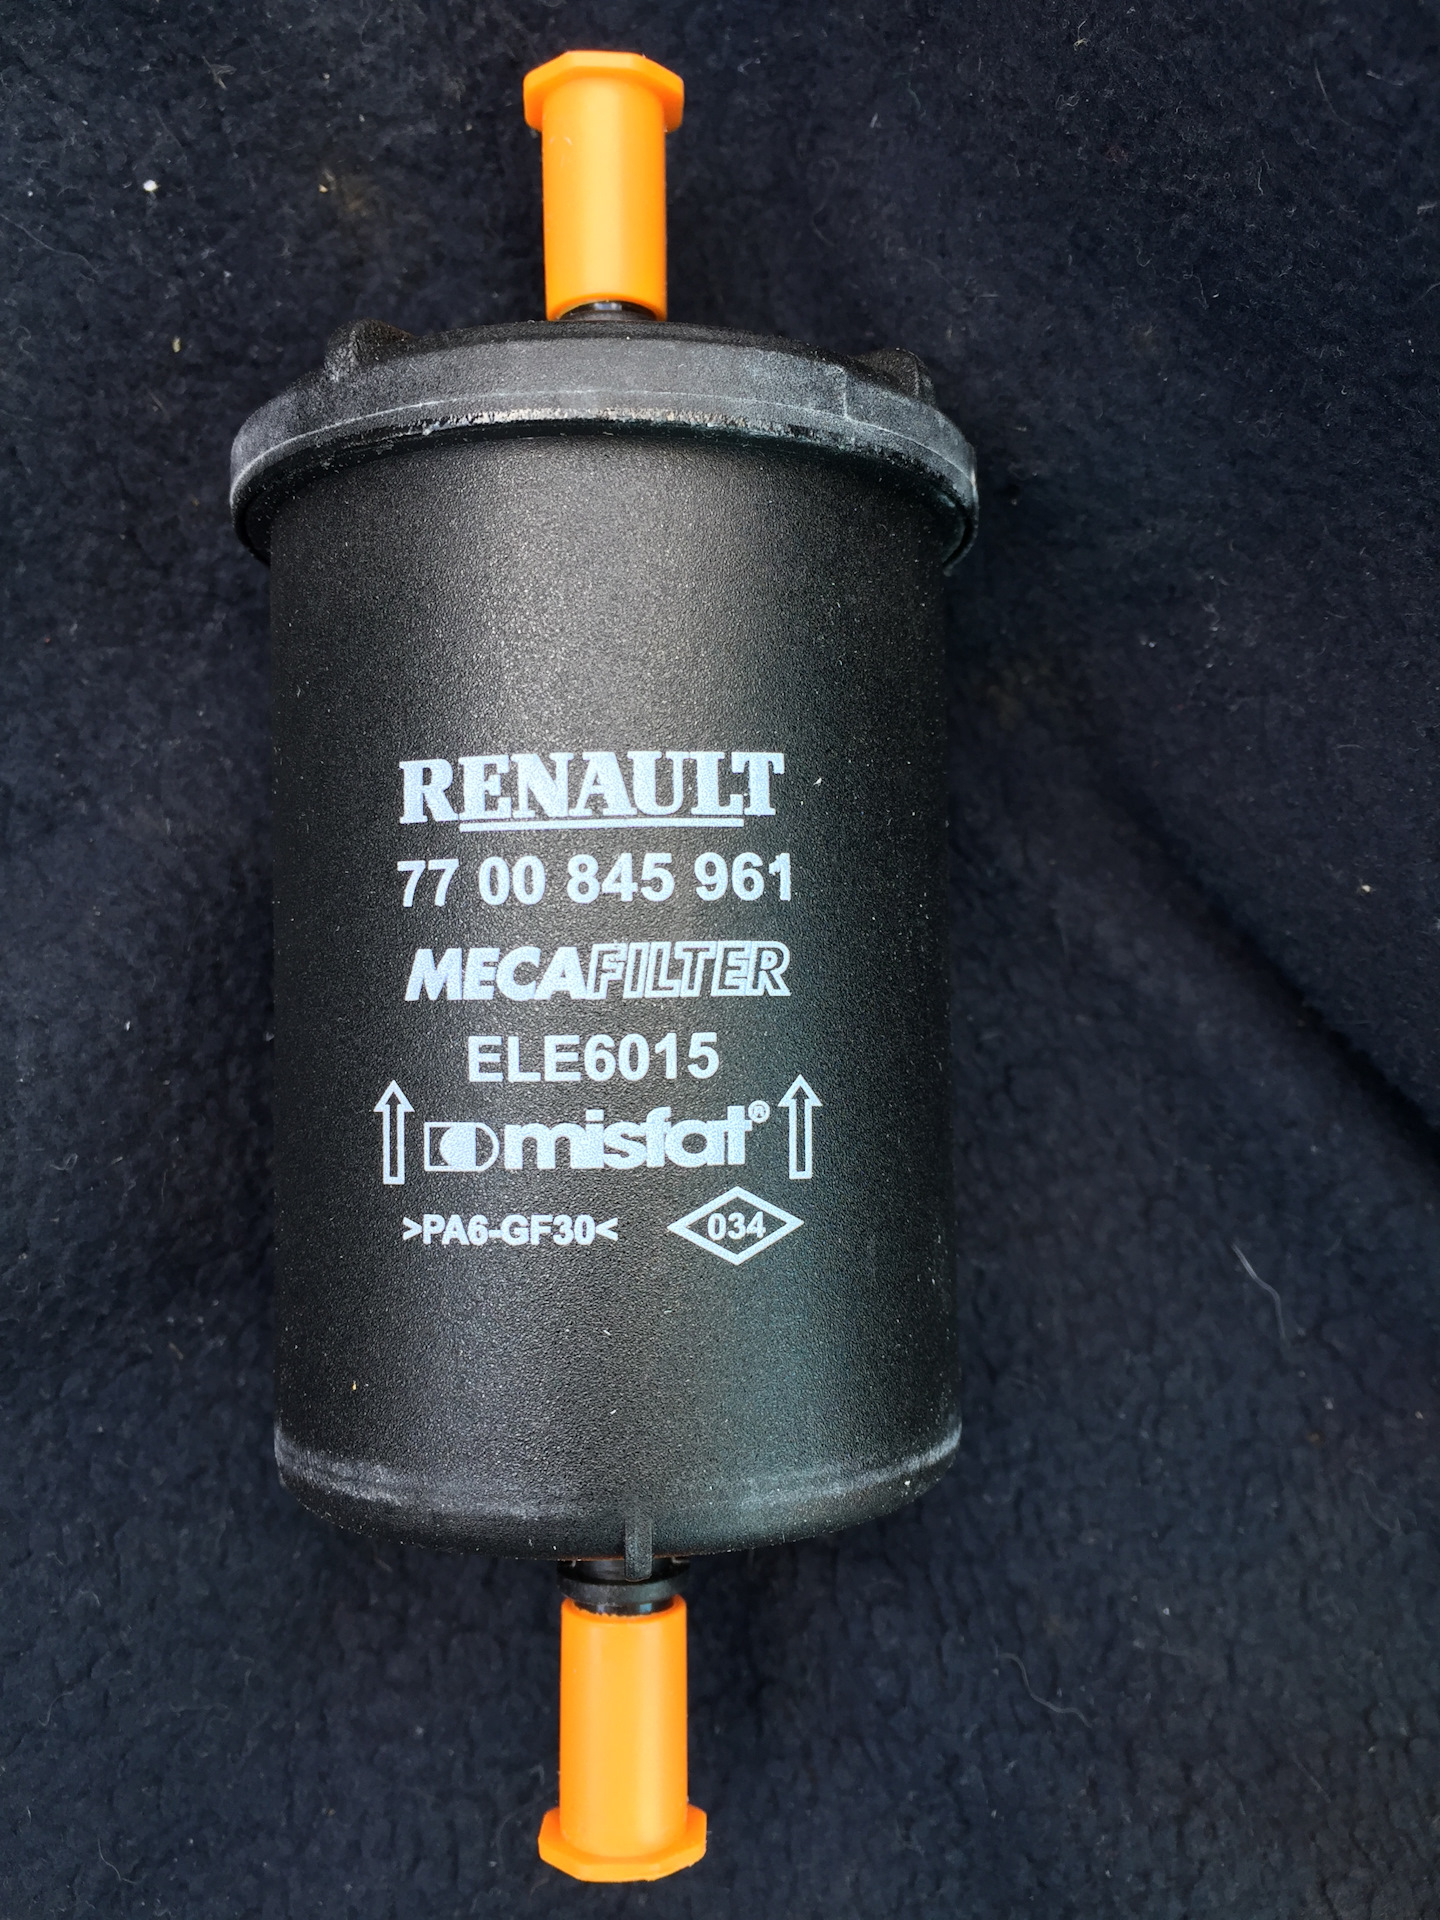 RENAULT
77 00 845 961
MECAFILTER
ELE6015
misfat®
>PA6-GF30< 034